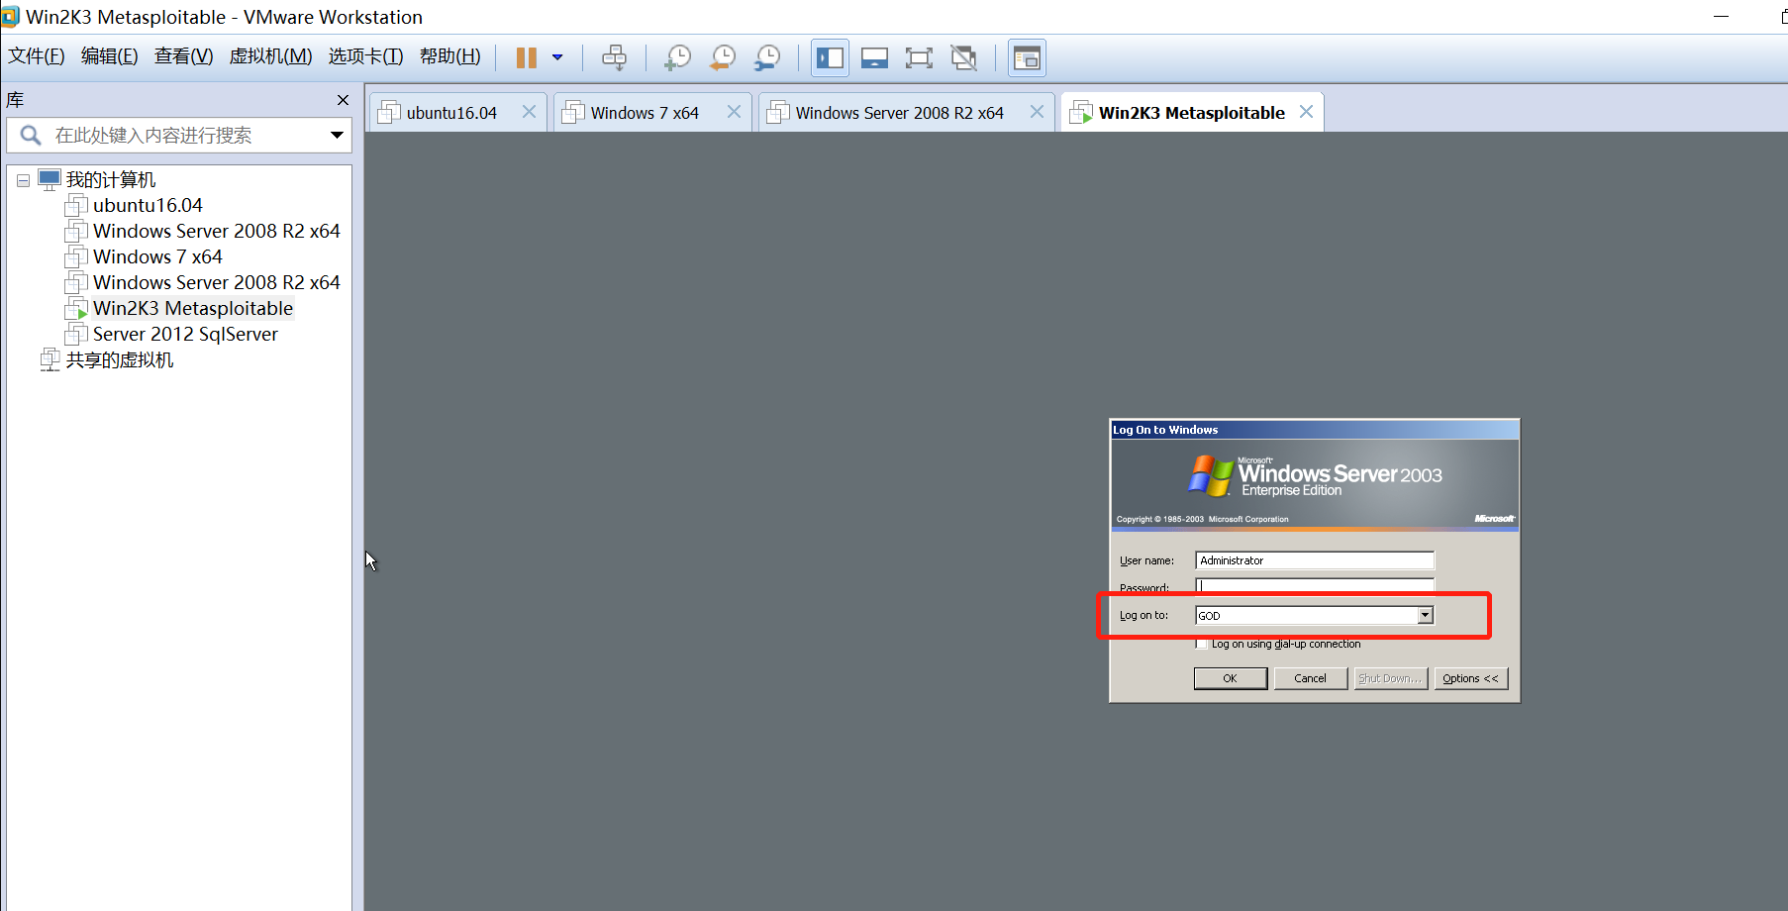 Win2K3 Metasploitable - VMware Workstation
文件(F) 编辑(E) 查看(V) 虚拟机(M) 选项卡(T) 帮助(H)
库
在此处键入内容进行搜索
我的计算机
ubuntu16.04
Windows Server 2008 R2 x64
Windows 7 x64
Windows Server 2008 R2 x64
Win2K3 Metasploitable
Server 2012 SqlServer
共享的虚拟机
ubuntu16.04 Windows 7 x64 Windows Server 2008 R2 x64 Win2K3 Metasploitable
Log On to Windows
Microsoft
Windows Server 2003
Enterprise Edition
Copyright © 1985-2003 Microsoft Corporation Microsoft
User name: Administrator
Password:
Log on to: GOD
Log on using dial-up connection
OK Cancel Shut Down... Options <<